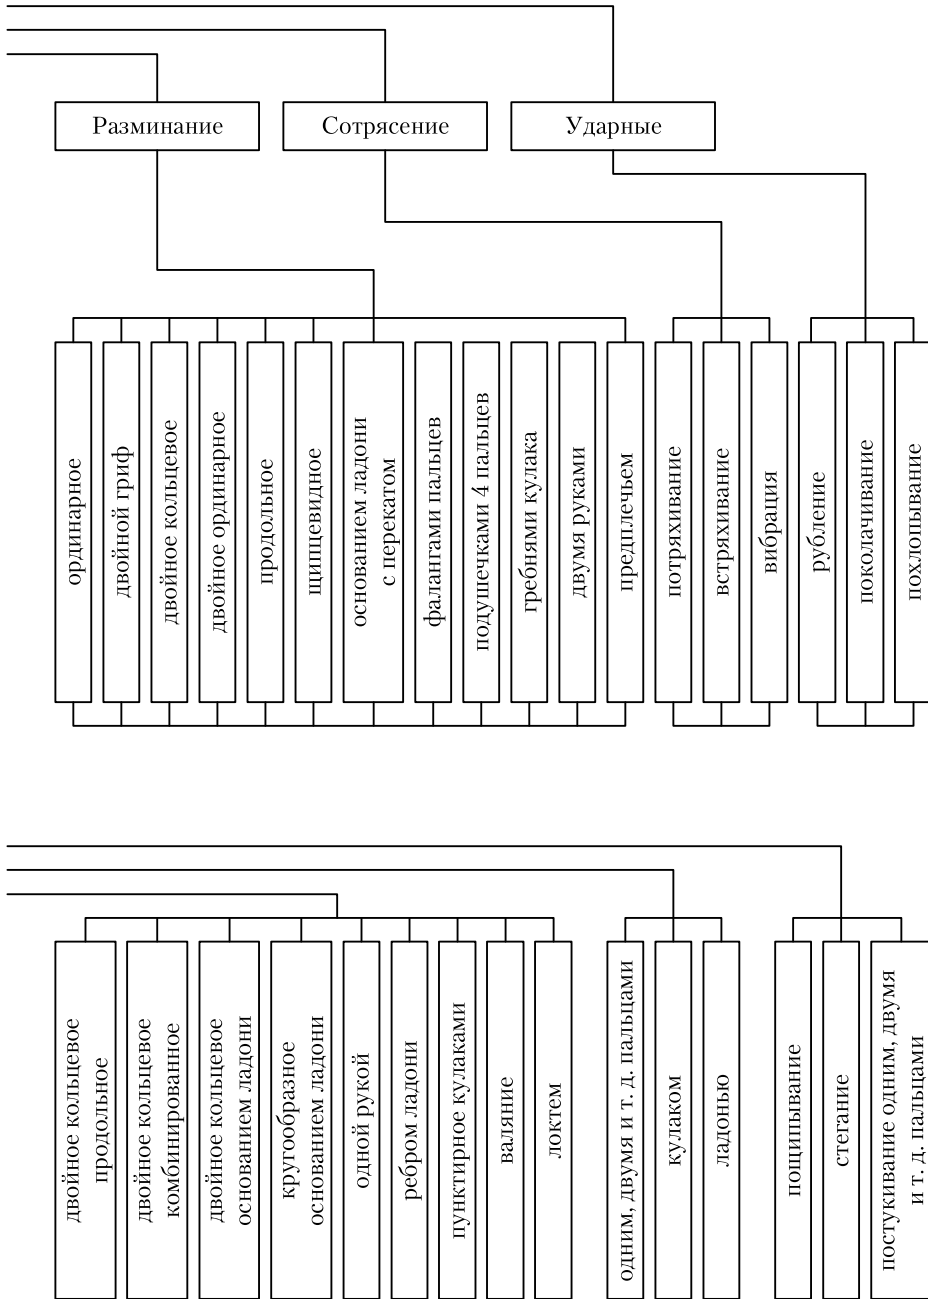 Разминание
Сотрясение
Ударные
ординарное
двойной гриф
двойное кольцевое
двойное ординарное
продольное
щипцевидное
основанием ладони
с перекатом
фалангами пальцев
подушечками 4 пальцев
гребнями кулака
двумя руками
предплечьем
потряхивание
встряхивание
вибрация
рубление
поколачивание
похлопывание
двойное кольцевое
продольное
двойное кольцевое
комбинированное
двойное кольцевое
основанием ладони
кругообразное
основанием ладони
одной рукой
ребром ладони
пунктирное кулаками
валяние
локтем
одним, двумя и т. д. пальцами
кулаком
ладонью
пощипывание
стегание
постукивание одним, двумя
и т. д. пальцами